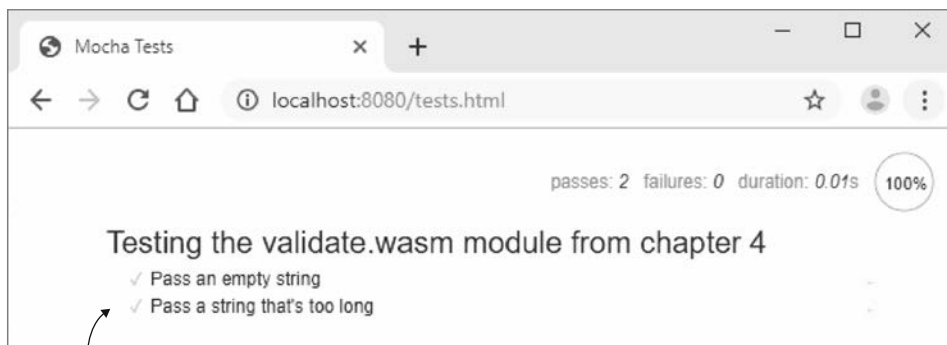 Mocha Tests
localhost:8080/tests.html
passes: 2 failures: 0 duration: 0.01s 100%
Testing the validate.wasm module from chapter 4
✓ Pass an empty string
✓ Pass a string that's too long